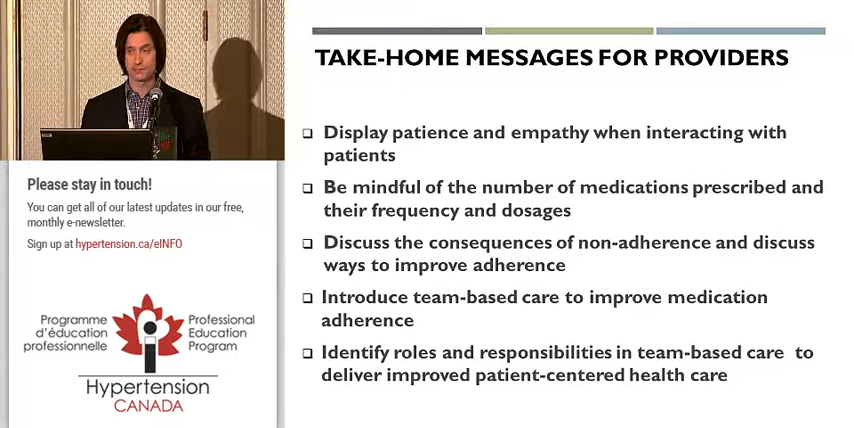 Please stay in touch!
You can get all of our latest updates in our free,
monthly e-newsletter.
Sign up at hypertension.ca/eINFO
Programme
d'éducation
professionnelle
Professional
Education
Program
Hypertension
CANADA
TAKE-HOME MESSAGES FOR PROVIDERS
Display patience and empathy when interacting with
patients
Be mindful of the number of medications prescribed and
their frequency and dosages
Discuss the consequences of non-adherence and discuss
ways to improve adherence
Introduce team-based care to improve medication
adherence
Identify roles and responsibilities in team-based care to
deliver improved patient-centered health care